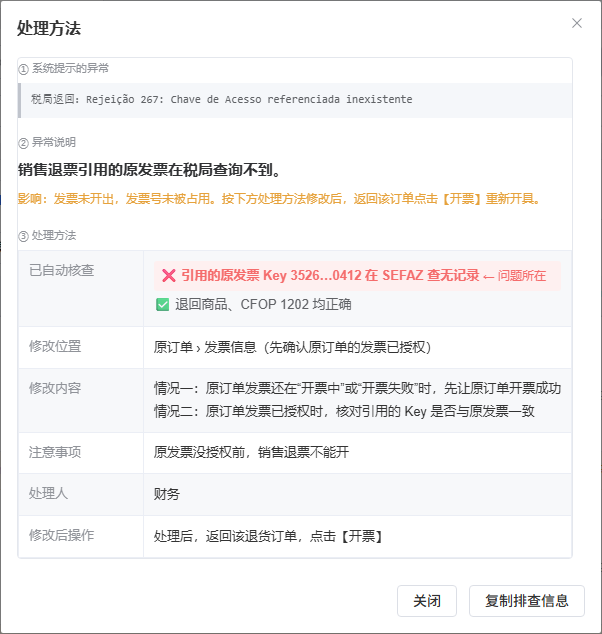 处理方法
① 系统提示的异常
税局返回：Rejeição 267: Chave de Acesso referenciada inexistente
② 异常说明
销售退票引用的原发票在税局查询不到。
影响：发票未开出，发票号未被占用。按下方处理方法修改后，返回该订单点击【开票】重新开具。
③ 处理方法
已自动核查
❌ 引用的原发票 Key 3526…0412 在 SEFAZ 查无记录 ← 问题所在
✅ 退回商品、CFOP 1202 均正确
修改位置
原订单 › 发票信息（先确认原订单的发票已授权）
修改内容
情况一：原订单发票还在“开票中”或“开票失败”时，先让原订单开票成功
情况二：原订单发票已授权时，核对引用的 Key 是否与原发票一致
注意事项
原发票没授权前，销售退票不能开
处理人
财务
修改后操作
处理后，返回该退货订单，点击【开票】
关闭
复制排查信息